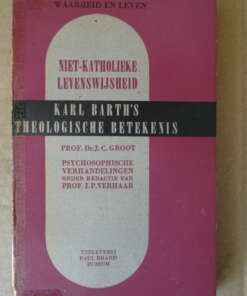 WAARHEID EN LEVEN
NIET-KATHOLIEKE
LEVENSWIJSHEID
KARL BARTH'S
THEOLOGISCHE BETEKENIS
PROF. DR. J. C. GROOT
PSYCHOSOPHISCHE
VERHANDELINGEN
ONDER REDACTIE VAN
PROF. J. P. VERHAAR
UITGEVERIJ
PAUL BRAND
BUSSUM